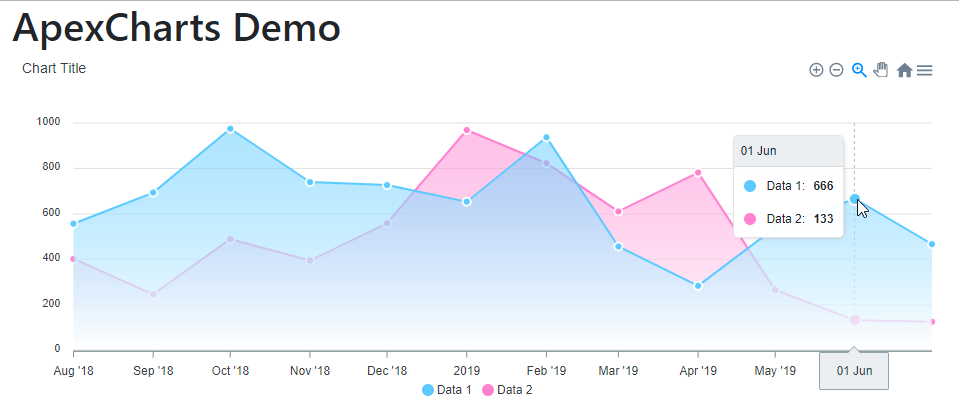 ApexCharts Demo
Chart Title
1000
800
600
400
200
0
01 Jun
Data 1: 666
Data 2: 133
Aug '18 Sep '18 Oct '18 Nov '18 Dec '18 2019 Feb '19 Mar '19 Apr '19 May '19 01 Jun
Data 1 Data 2